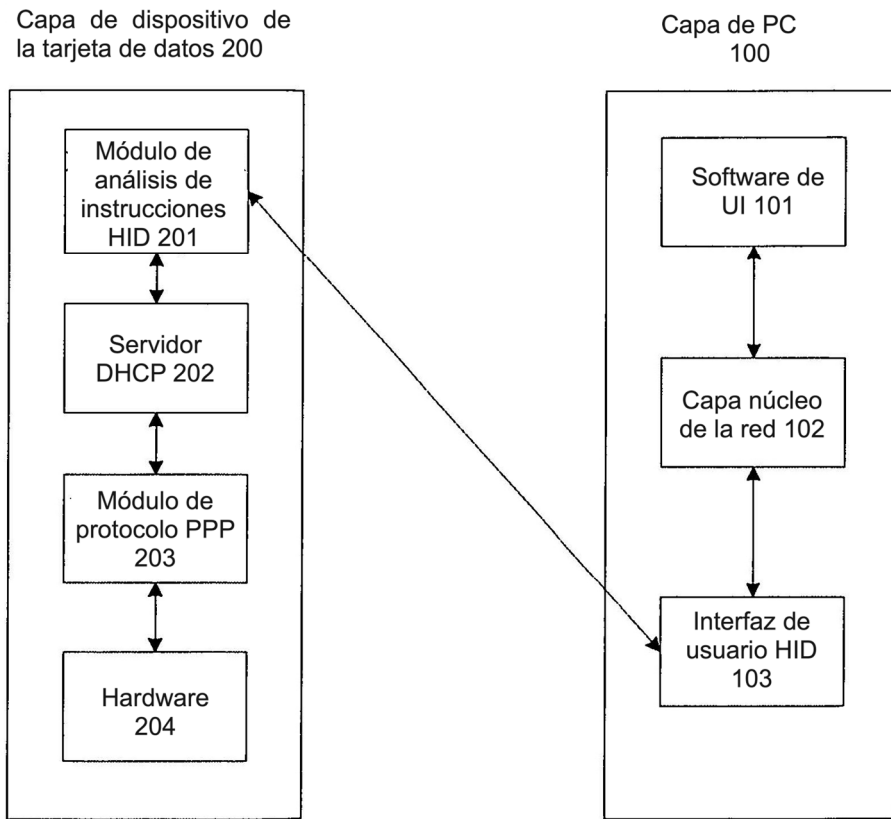 Capa de dispositivo de
la tarjeta de datos 200
Módulo de
análisis de
instrucciones
HID 201
Servidor
DHCP 202
Módulo de
protocolo PPP
203
Hardware
204
Capa de PC
100
Software de
UI 101
Capa núcleo
de la red 102
Interfaz de
usuario HID
103